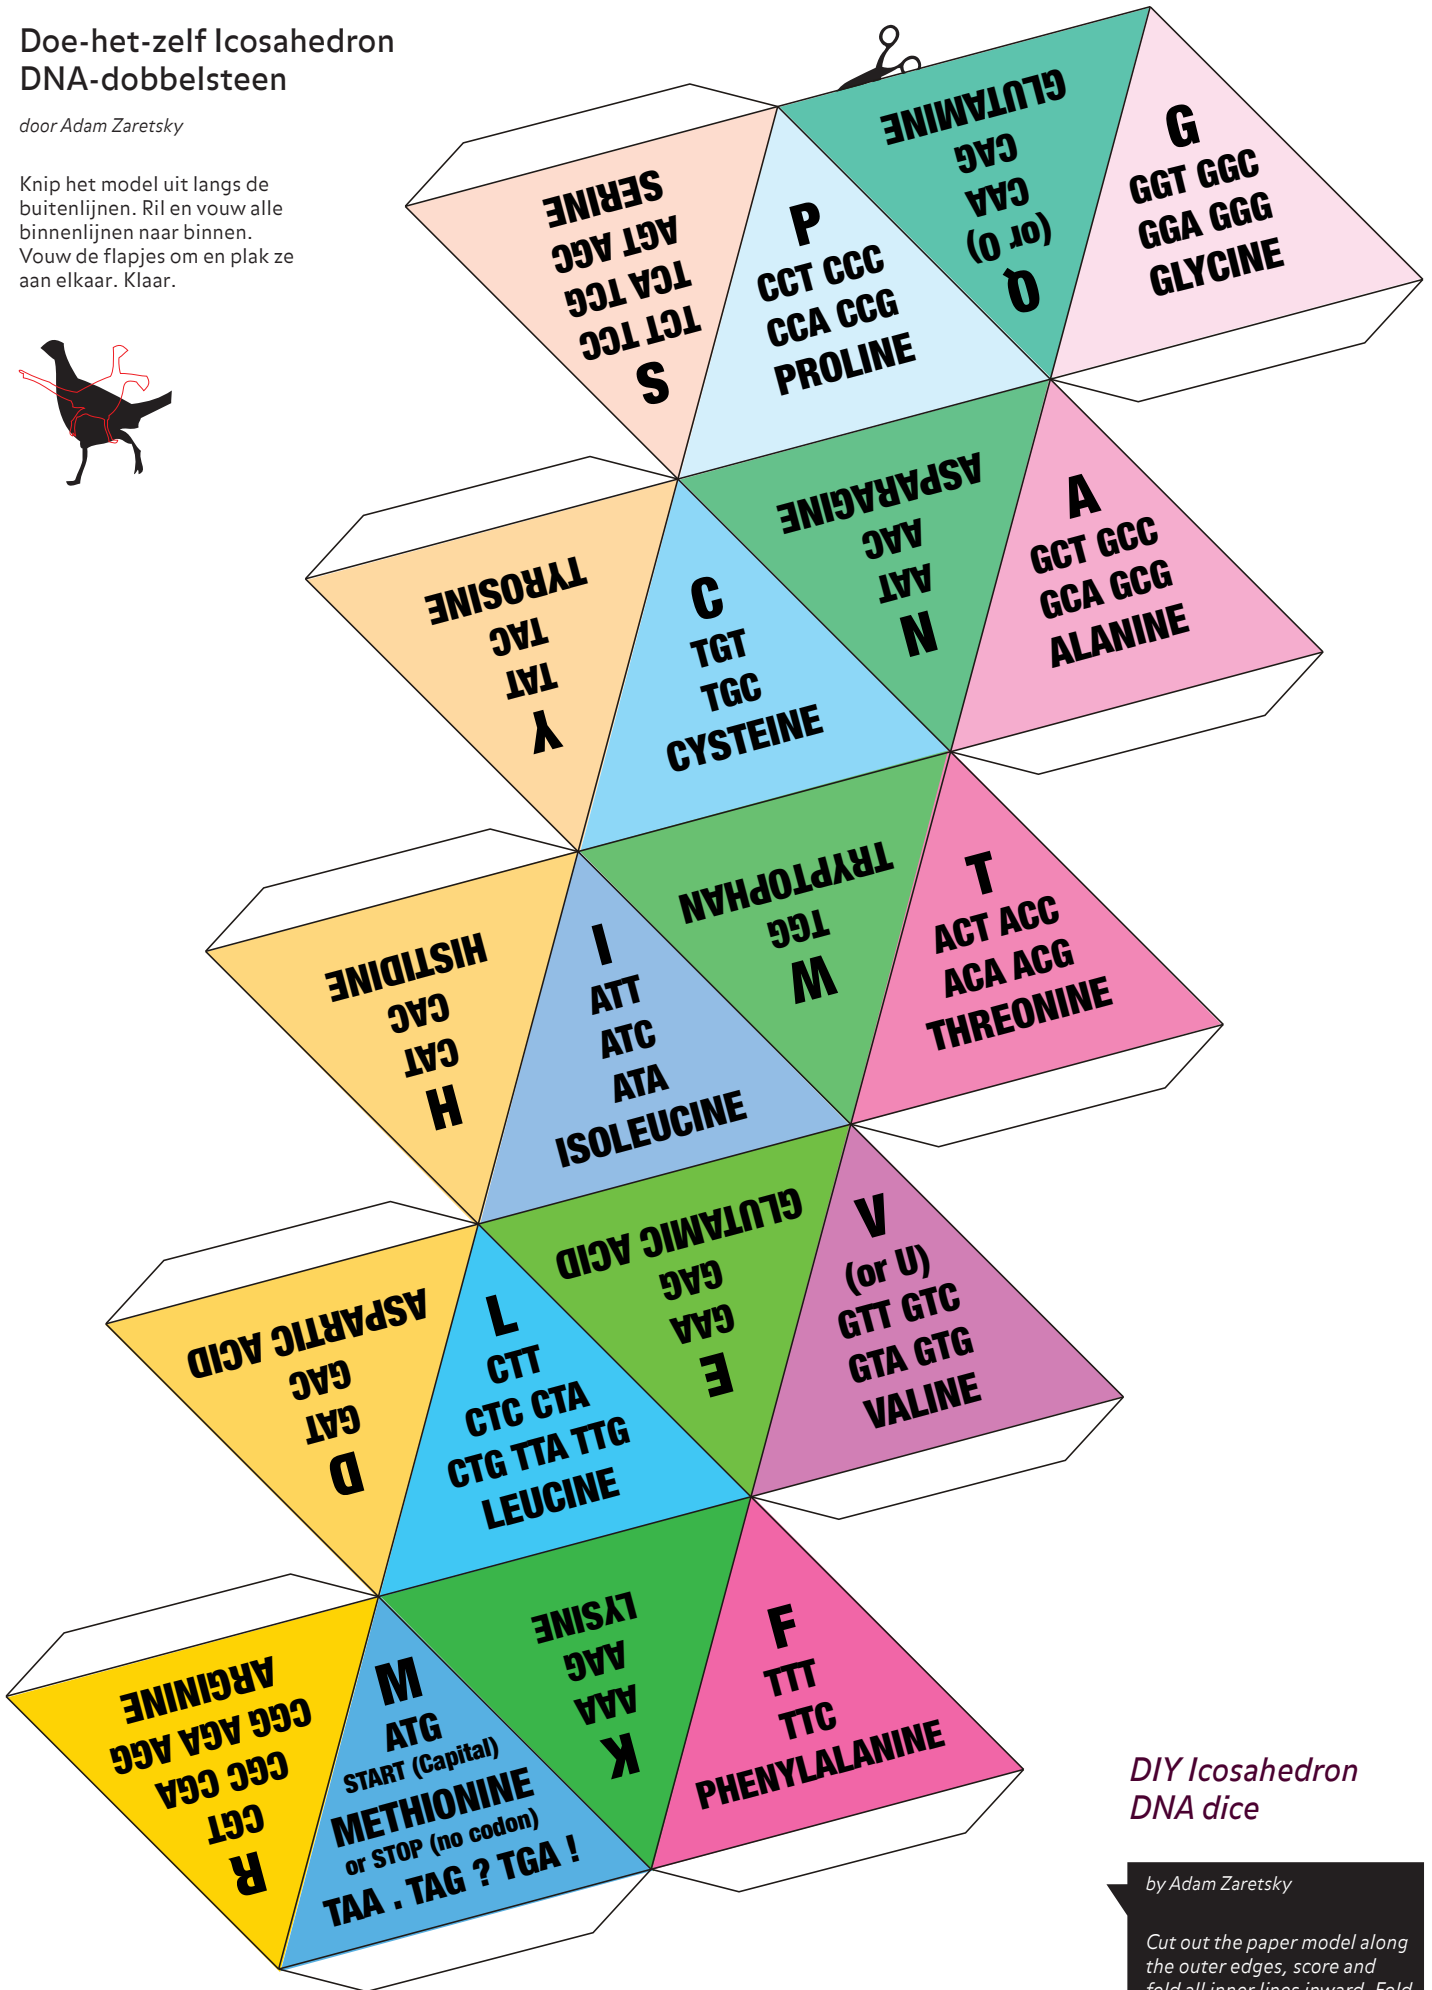 Doe-het-zelf Icosahedron
DNA-dobbelsteen
door Adam Zaretsky
Knip het model uit langs de
buitenlijnen. Ril en vouw alle
binnenlijnen naar binnen.
Vouw de flapjes om en plak ze
aan elkaar. Klaar.
S
TCT TCC
TCA TCG
AGT AGC
SERINE
P
CCT CCC
CCA CCG
PROLINE
Q
(or O)
CAA
CAG
GLUTAMINE
G
GGT GGC
GGA GGG
GLYCINE
Y
TAT
TAC
TYROSINE
C
TGT
TGC
CYSTEINE
N
AAT
AAC
ASPARAGINE
A
GCT GCC
GCA GCG
ALANINE
H
CAT
CAC
HISTIDINE
I
ATT
ATC
ATA
ISOLEUCINE
W
TGG
TRYPTOPHAN
T
ACT ACC
ACA ACG
THREONINE
D
GAT
GAC
ASPARTIC ACID
L
CTT
CTC CTA
CTG TTA TTG
LEUCINE
E
GAA
GAG
GLUTAMIC ACID
V
(or U)
GTT GTC
GTA GTG
VALINE
R
CGT
CGC CGA
CGG AGA AGG
ARGININE
M
ATG
START (Capital)
METHIONINE
or STOP (no codon)
TAA . TAG ? TGA !
K
AAA
AAG
LYSINE
F
TTT
TTC
PHENYLALANINE
DIY Icosahedron
DNA dice
by Adam Zaretsky
Cut out the paper model along
the outer edges, score and
fold all inner lines inward. Fold